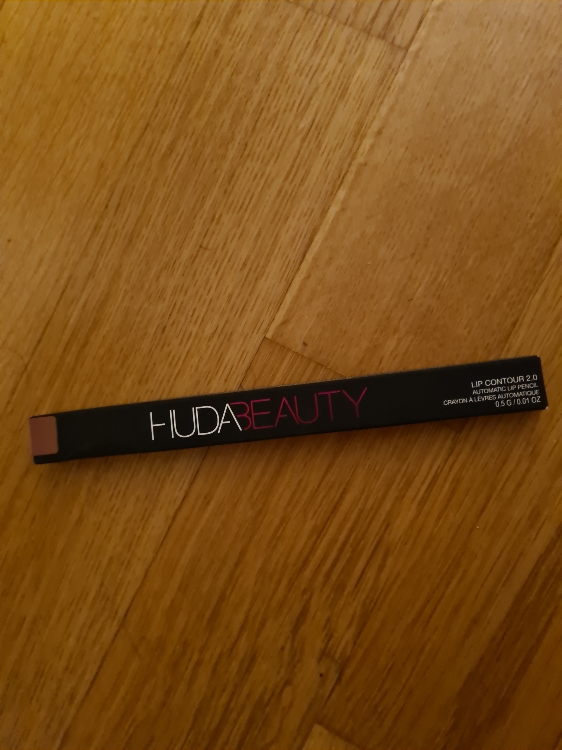 HUDABEAUTY
LIP CONTOUR 2.0
AUTOMATIC LIP PENCIL
CRAYON À LÈVRES AUTOMATIQUE
0.5 G / 0.01 OZ